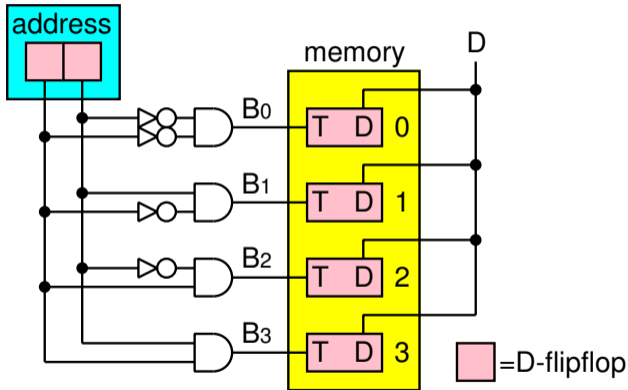 address
memory
D
B0
T D 0
B1
T D 1
B2
T D 2
B3
T D 3
=D-flipflop